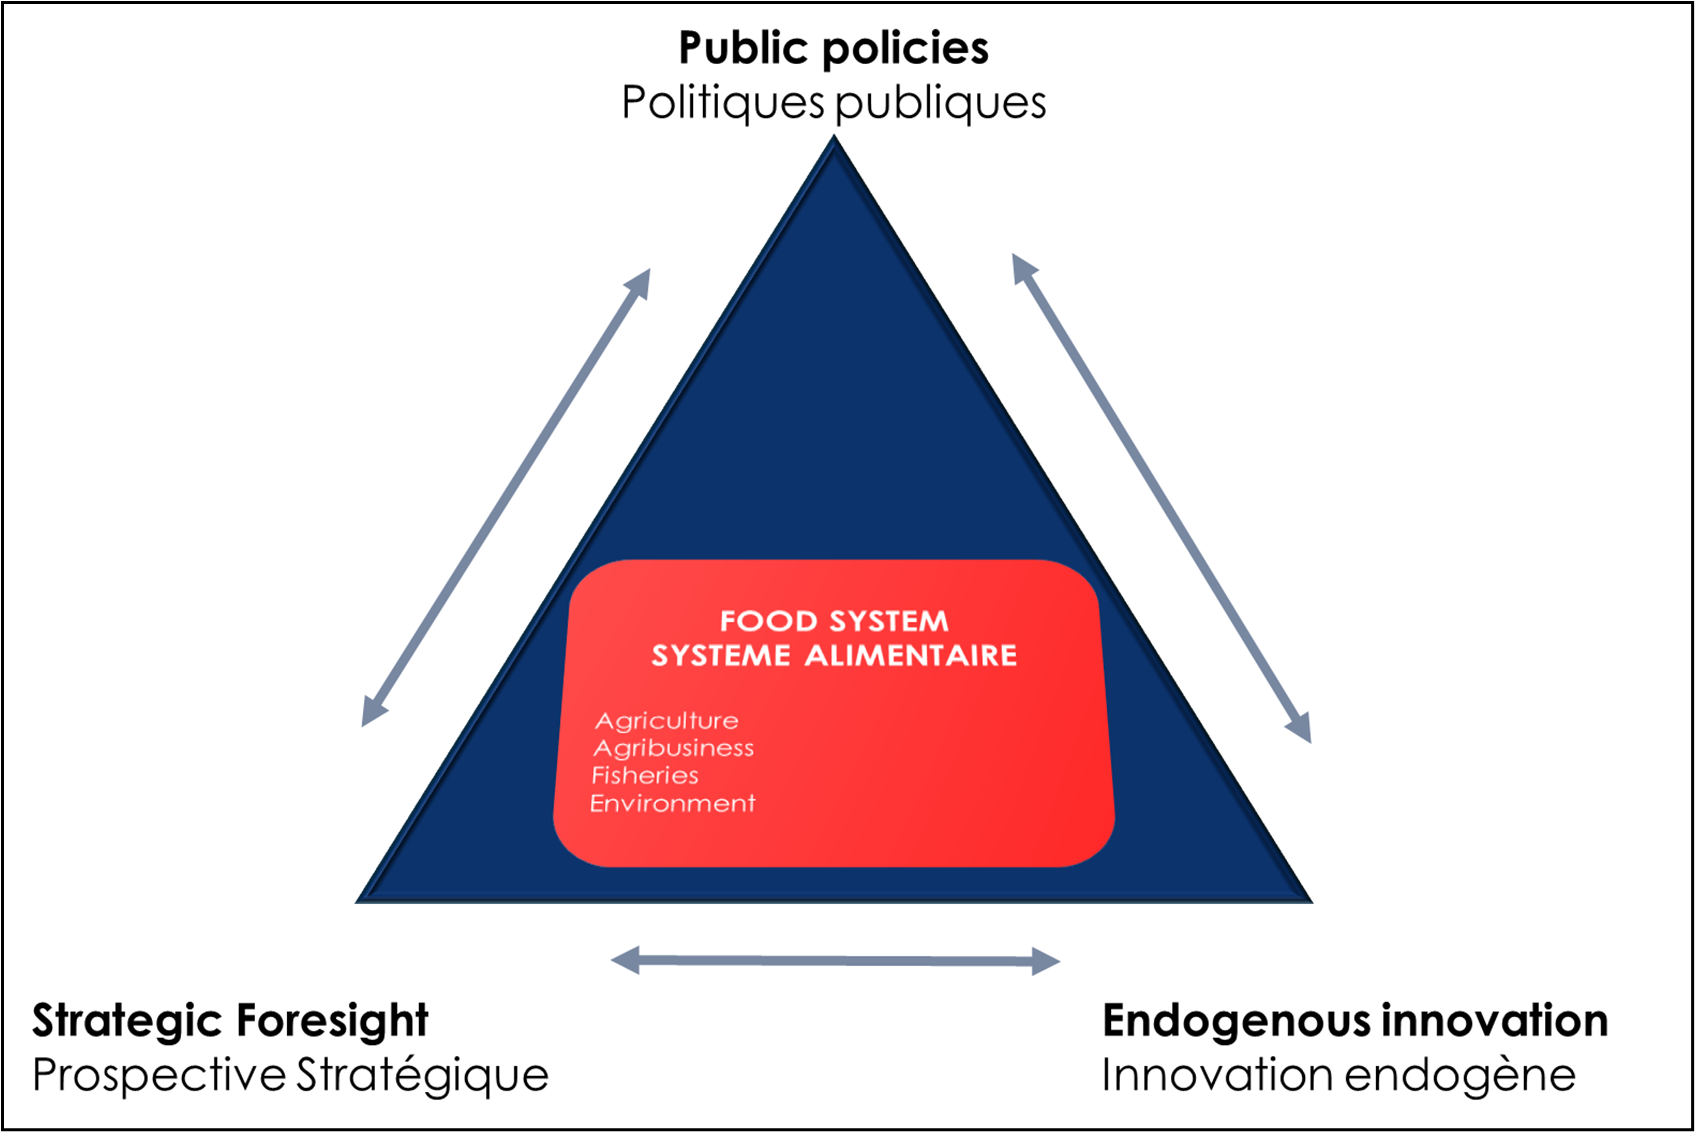 Public policies
Politiques publiques
FOOD SYSTEM
SYSTEME ALIMENTAIRE
Agriculture
Agribusiness
Fisheries
Environment
Strategic Foresight
Prospective Stratégique
Endogenous innovation
Innovation endogène